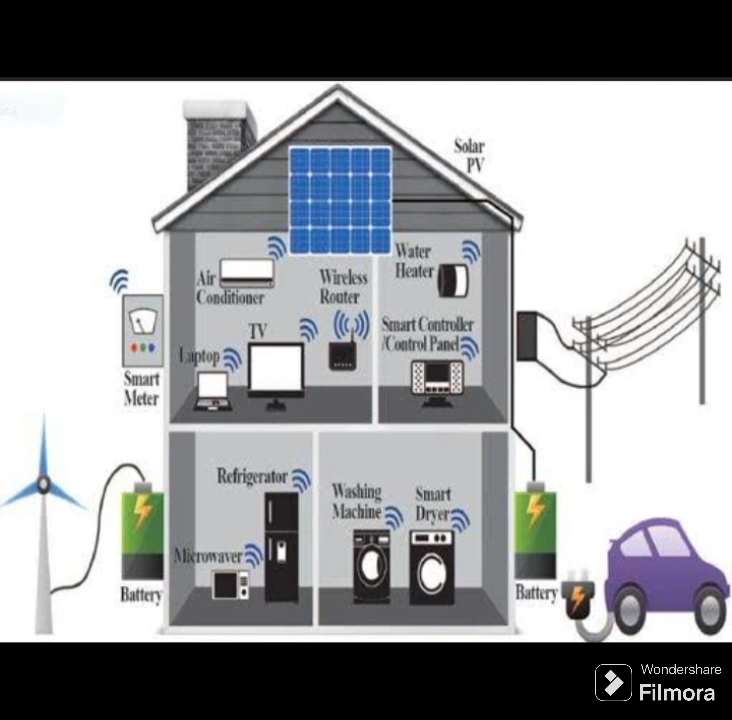 Solar
PV
Air
Conditioner
Wireless
Router
Water
Heater
TV
Laptop
Smart Controller
/Control Panel
Smart
Meter
Refrigerator
Washing
Machine
Smart
Dryer
Microwaver
Battery
Battery
Wondershare
Filmora